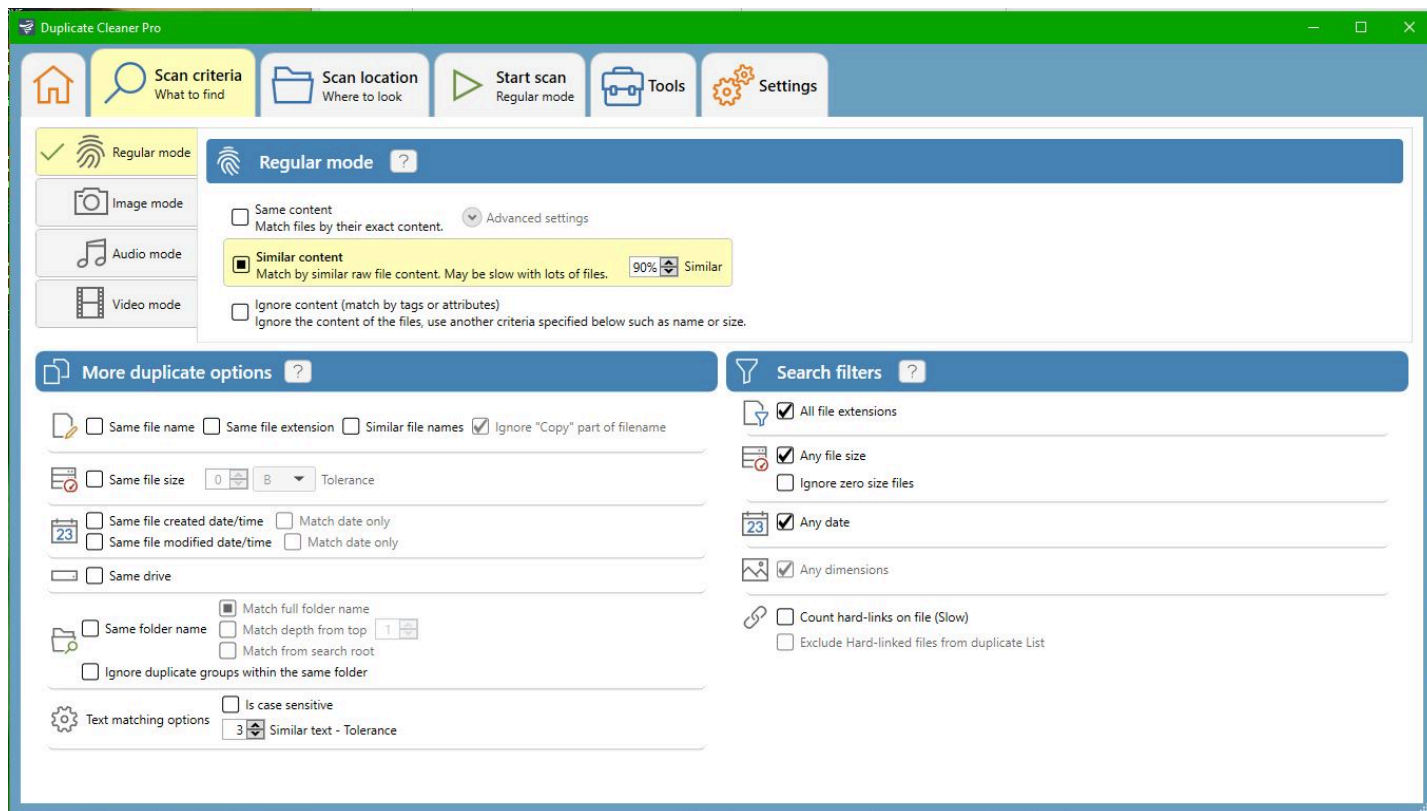 Duplicate Cleaner Pro
Scan criteria
What to find
Scan location
Where to look
Start scan
Regular mode
Tools
Settings
Regular mode
Image mode
Audio mode
Video mode
Regular mode ?
Same content
Match files by their exact content.
Advanced settings
Similar content
Match by similar raw file content. May be slow with lots of files.
90% Similar
Ignore content (match by tags or attributes)
Ignore the content of the files, use another criteria specified below such as name or size.
More duplicate options ?
Same file name Same file extension Similar file names Ignore "Copy" part of filename
Same file size 0 B Tolerance
23
Same file created date/time Match date only
Same file modified date/time Match date only
Same drive
Same folder name
Match full folder name
Match depth from top 1
Match from search root
Ignore duplicate groups within the same folder
Text matching options
Is case sensitive
3 Similar text - Tolerance
Search filters ?
All file extensions
Any file size
Ignore zero size files
23 Any date
Any dimensions
Count hard-links on file (Slow)
Exclude Hard-linked files from duplicate List